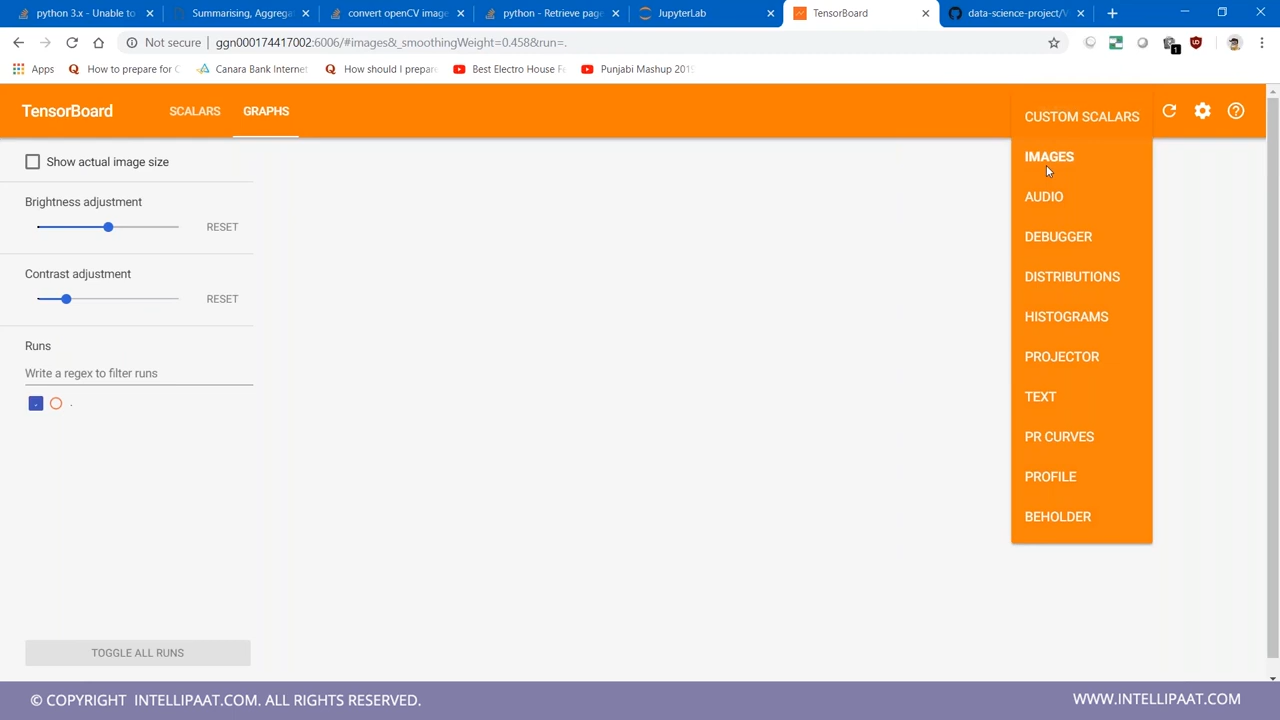 python 3.x - Unable to
Summarising, Aggregat
convert openCV image
python - Retrieve page
JupyterLab
TensorBoard
data-science-project/V
Not secure
ggn000174417002:6006/#images&_smoothingWeight=0.458&run=.
Apps
How to prepare for C
Canara Bank Internet
How should I prepare
Best Electro House Fe
Punjabi Mashup 2019
TensorBoard
SCALARS
GRAPHS
CUSTOM SCALARS
IMAGES
AUDIO
DEBUGGER
DISTRIBUTIONS
HISTOGRAMS
PROJECTOR
TEXT
PR CURVES
PROFILE
BEHOLDER
Show actual image size
Brightness adjustment
RESET
Contrast adjustment
RESET
Runs
Write a regex to filter runs
.
TOGGLE ALL RUNS
© COPYRIGHT INTELLIPAAT.COM. ALL RIGHTS RESERVED.
WWW.INTELLIPAAT.COM